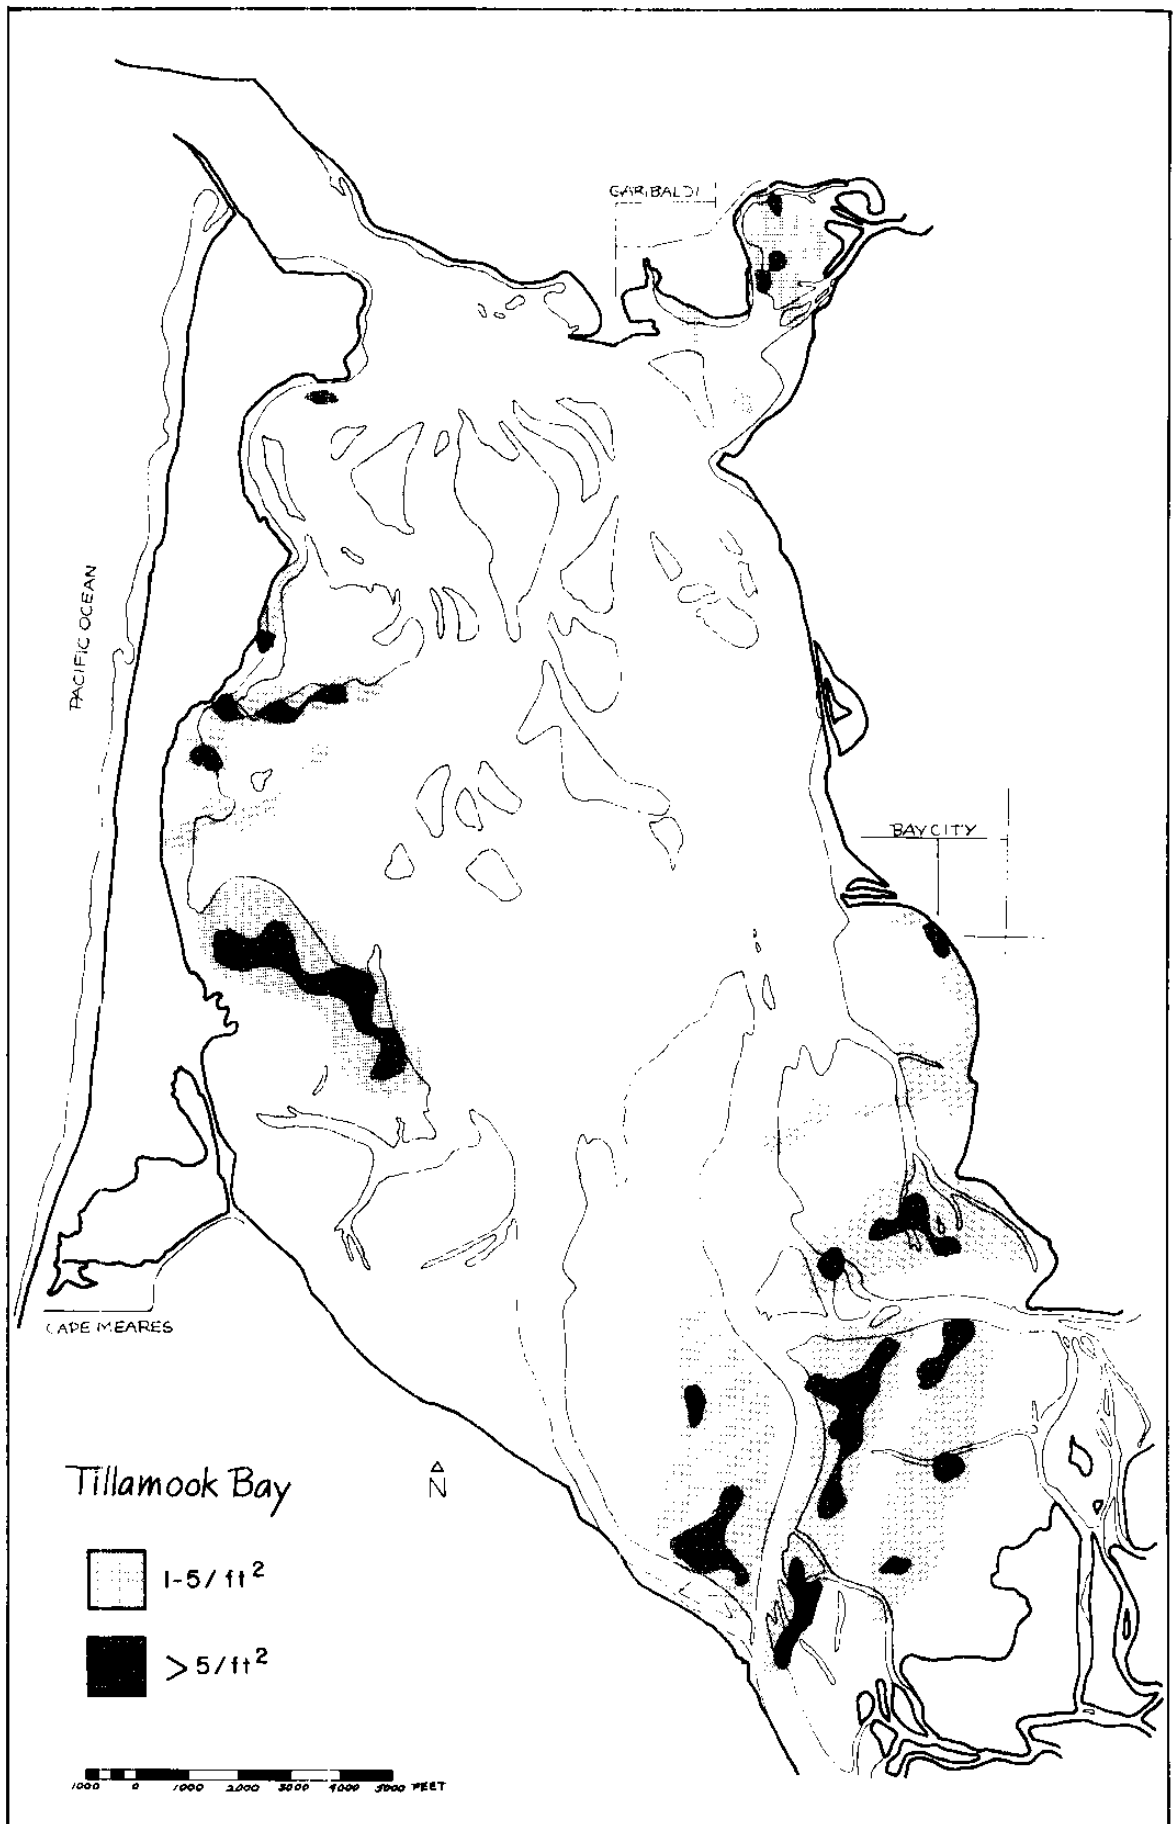 GARIBALDI
PACIFIC OCEAN
BAY CITY
CAPE MEARES
Tillamook Bay
N
1-5/ft²
>5/ft²
1000 0 1000 2000 3000 4000 5000 FEET